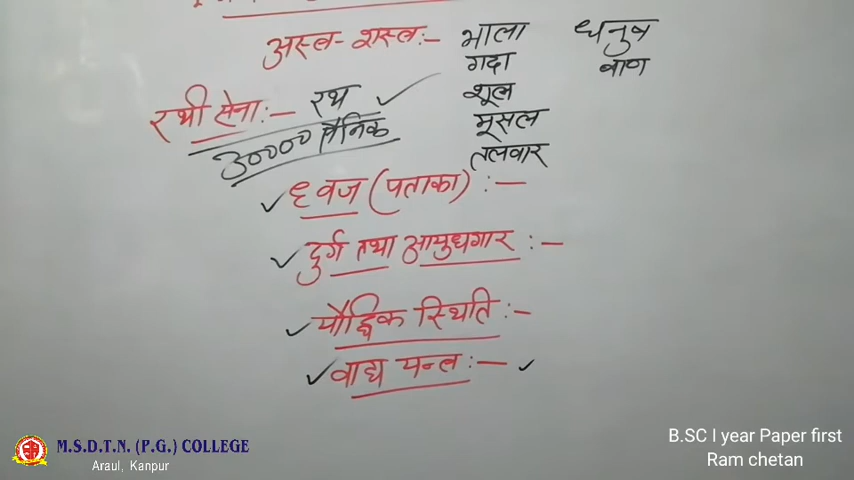 अस्त्र-शस्त्र:- भाला धनुष
गदा वाण
शूल
रथी सेना:- रथ
मूसल
30000 सैनिक
तलवार
ध्वज (पताका):-
दुर्ग तथा आयुधगार:-
यौद्धिक स्थिति:-
वाद्य यन्त्र:-
M.S.D.T.N. (P.G.) COLLEGE
Araul, Kanpur
B.SC I year Paper first
Ram chetan